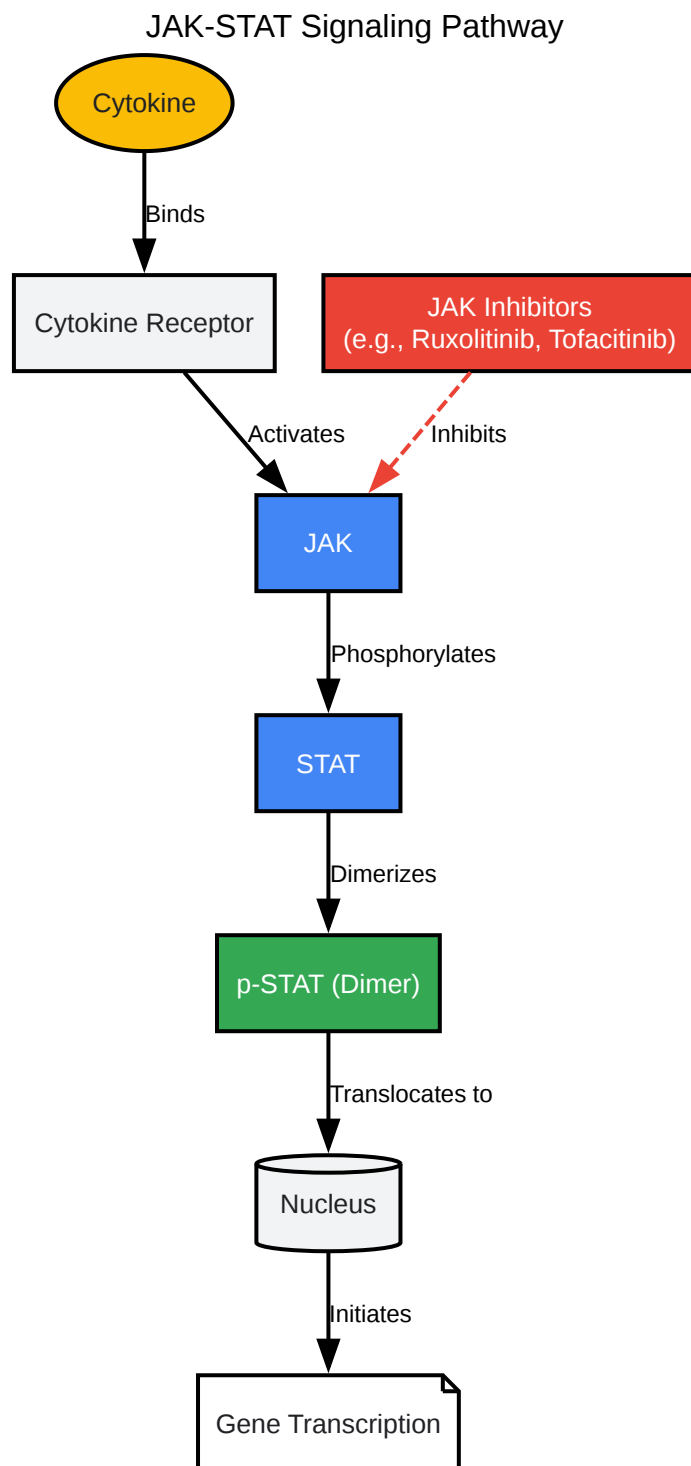 JAK-STAT Signaling Pathway
Cytokine
Binds
Cytokine Receptor
JAK Inhibitors
(e.g., Ruxolitinib, Tofacitinib)
Activates
Inhibits
JAK
Phosphorylates
STAT
Dimerizes
p-STAT (Dimer)
Translocates to
Nucleus
Initiates
Gene Transcription